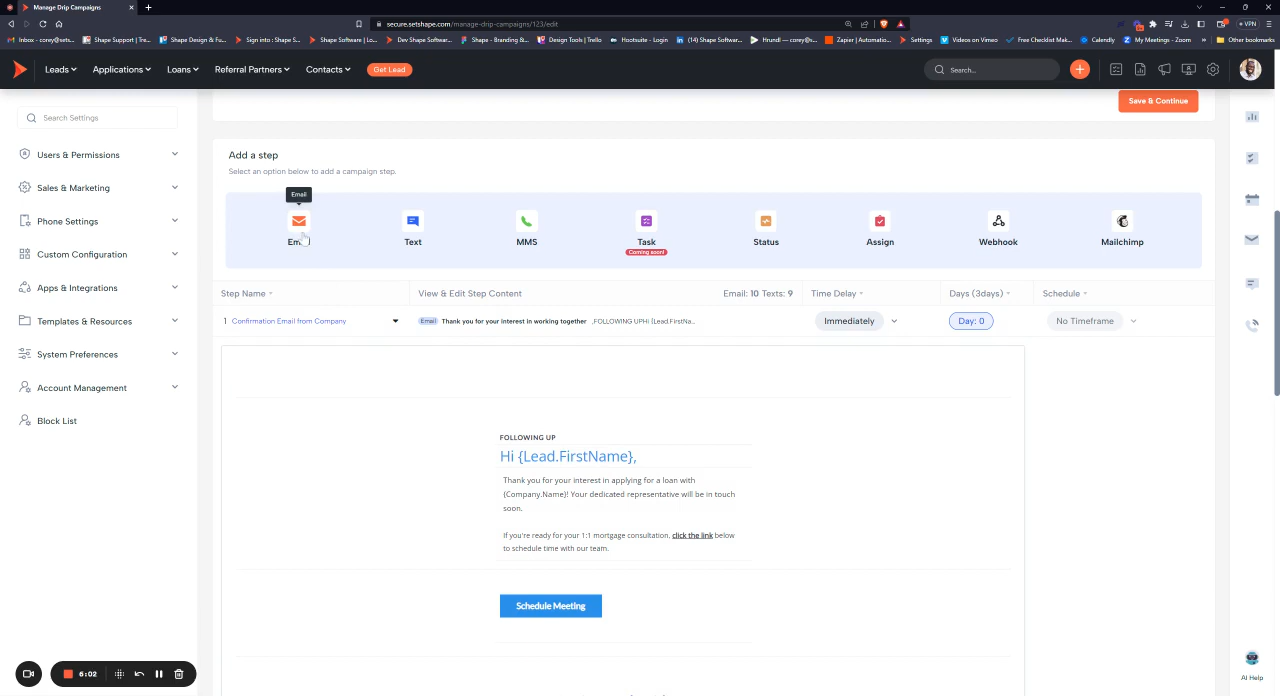 Manage Drip Campaigns
secure.setshape.com/manage-drip-campaigns/123/edit
VPN
Inbox - corey@sets...
Shape Support | Tre...
Shape Design & Fu...
Sign into : Shape S...
Shape Software | Lo...
Dev Shape Softwar...
Shape - Branding &...
Design Tools | Trello
Hootsuite - Login
(14) Shape Softwar...
Hrundl — corey@s...
Zapier | Automatio...
Settings
Videos on Vimeo
Free Checklist Mak...
Calendly
My Meetings - Zoom
»
Other bookmarks
Leads
Applications
Loans
Referral Partners
Contacts
Get Lead
Search...
Save & Continue
Search Settings
Users & Permissions
Sales & Marketing
Phone Settings
Custom Configuration
Apps & Integrations
Templates & Resources
System Preferences
Account Management
Block List
Add a step
Select an option below to add a campaign step.
Email
Email
Text
MMS
Task
Coming soon!
Status
Assign
Webhook
Mailchimp
Step Name
View & Edit Step Content
Email: 10 Texts: 9
Time Delay
Days (3days)
Schedule
1 Confirmation Email from Company
Email
Thank you for your interest in working together
,FOLLOWING UPHi {Lead.FirstNa...
Immediately
Day: 0
No Timeframe
FOLLOWING UP
Hi {Lead.FirstName},
Thank you for your interest in applying for a loan with
{Company.Name}! Your dedicated representative will be in touch
soon.
If you're ready for your 1:1 mortgage consultation, click the link below
to schedule time with our team.
Schedule Meeting
6:02
AI Help